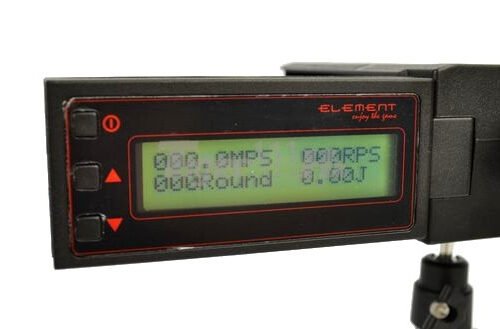 ELEMENT
enjoy the game
000.0MPS 000RPS
000Round 0.00J